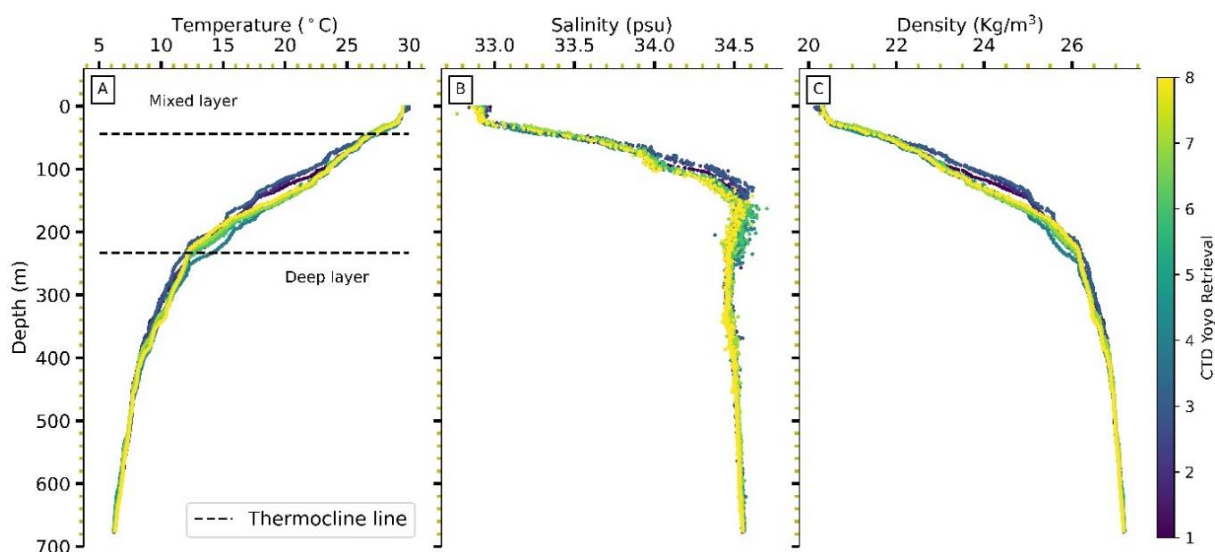 Temperature (°C)
5 10 15 20 25 30
Salinity (psu)
33.0 33.5 34.0 34.5
Density (Kg/m³)
20 22 24 26
A
Mixed layer
B
C
Deep layer
Thermocline line
Depth (m)
0
100
200
300
400
500
600
700
8
7
6
5
4
3
2
1
CTD Yoyo Retrieval